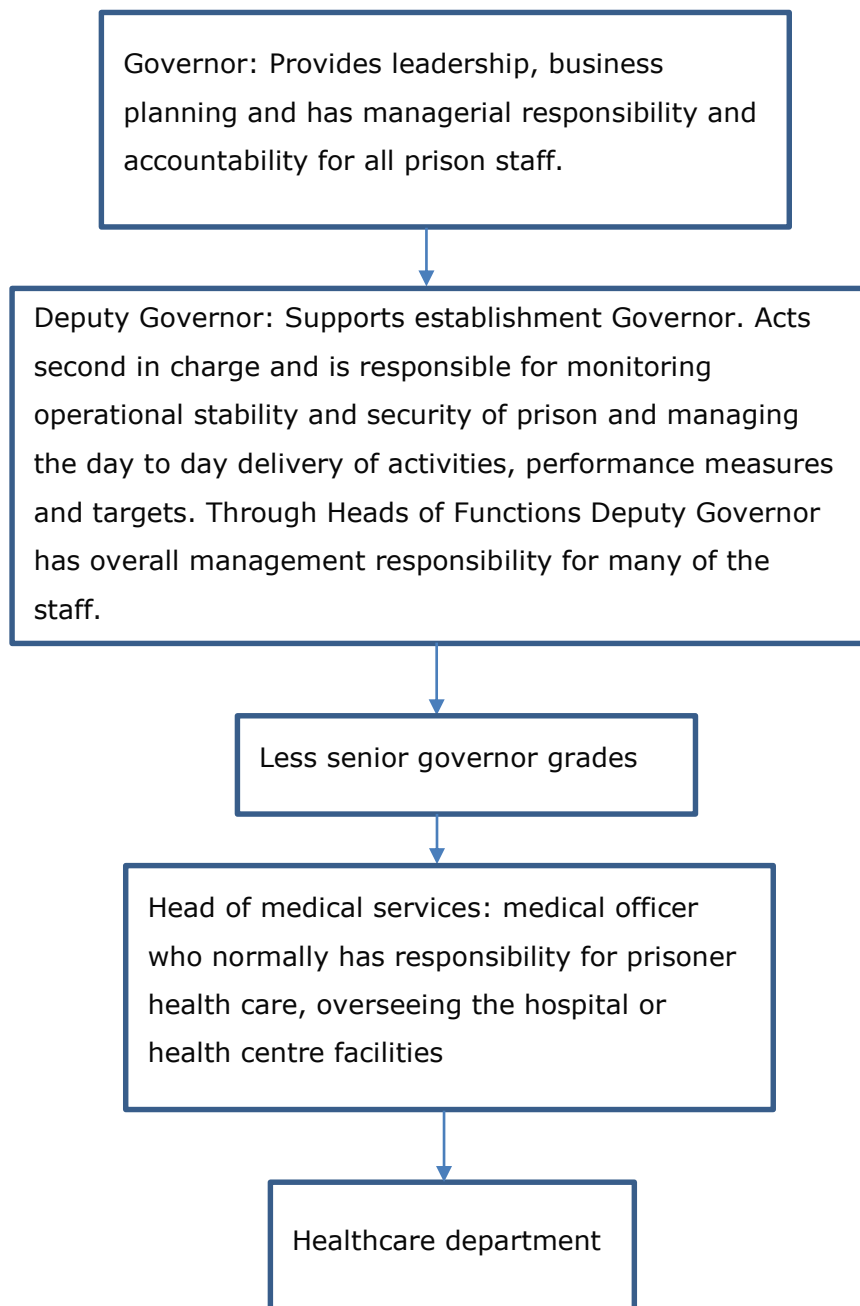 Governor: Provides leadership, business
planning and has managerial responsibility and
accountability for all prison staff.
Deputy Governor: Supports establishment Governor. Acts
second in charge and is responsible for monitoring
operational stability and security of prison and managing
the day to day delivery of activities, performance measures
and targets. Through Heads of Functions Deputy Governor
has overall management responsibility for many of the
staff.
Less senior governor grades
Head of medical services: medical officer
who normally has responsibility for prisoner
health care, overseeing the hospital or
health centre facilities
Healthcare department